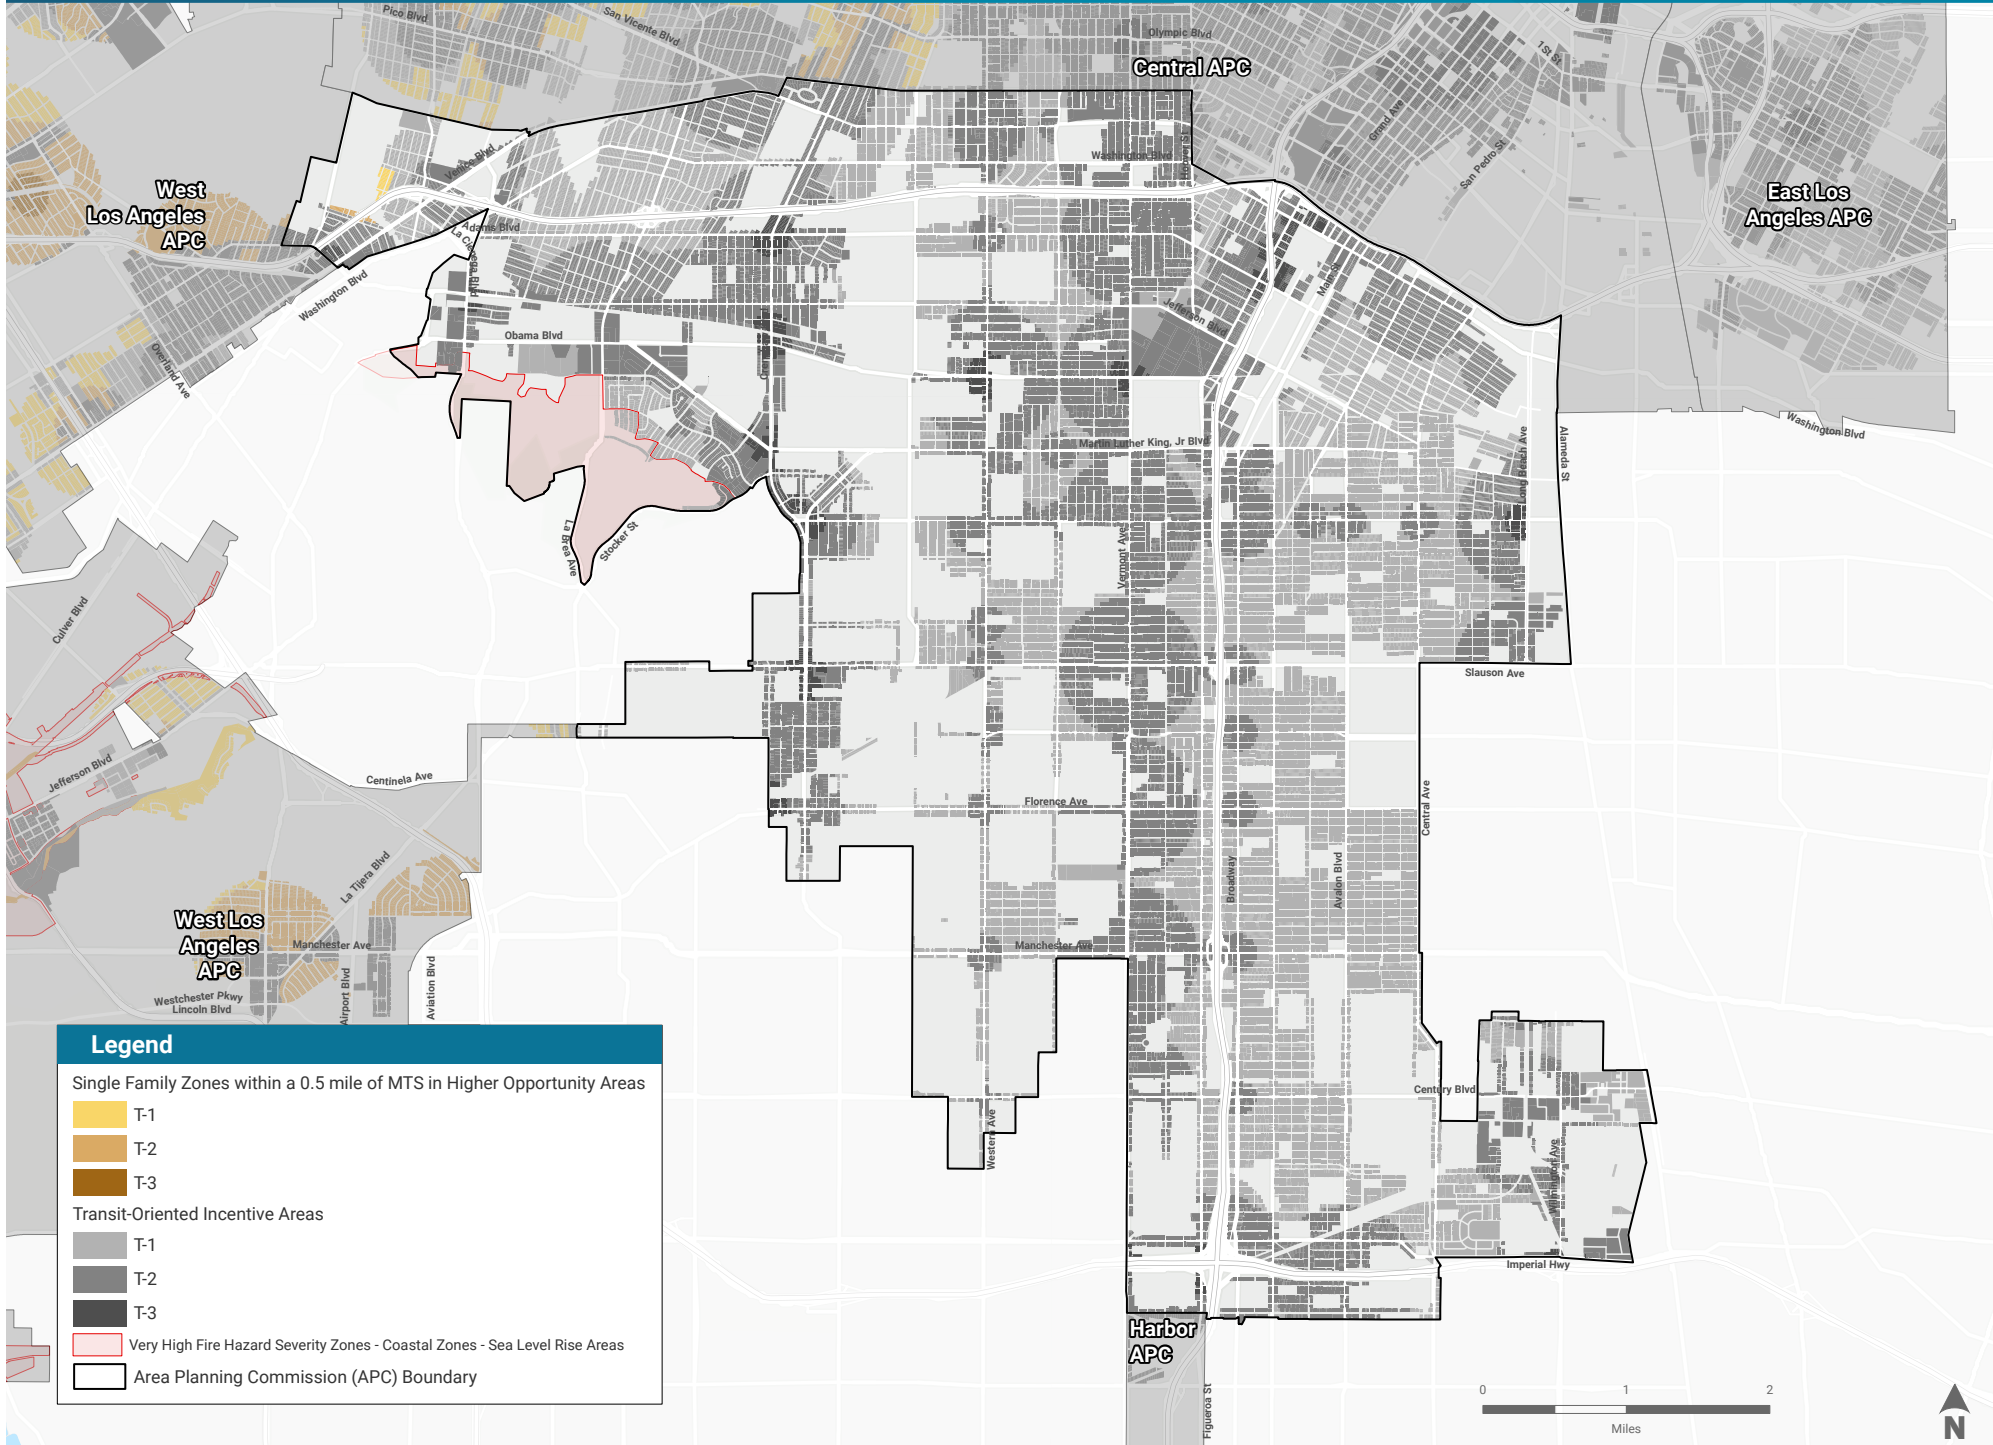 Pico Blvd
San Vicente Blvd
Olympic Blvd
1St St
Central APC
Grand Ave
San Pedro St
Hoover St
Venice Blvd
Washington Blvd
West
Los Angeles
APC
East Los
Angeles APC
Adams Blvd
La Cienega Blvd
Washington Blvd
Main St
Jefferson Blvd
Obama Blvd
Overland Ave
Martin Luther King, Jr Blvd
Long Beach Ave
Alameda St
Washington Blvd
La Brea Ave
Stocker St
Vermont Ave
Culver Blvd
Slauson Ave
Jefferson Blvd
Centinela Ave
Florence Ave
Central Ave
La Tijera Blvd
Broadway
Avalon Blvd
West Los
Angeles
APC
Manchester Ave
Manchester Ave
Westchester Pkwy
Lincoln Blvd
Airport Blvd
Aviation Blvd
Century Blvd
Western Ave
Wilmington Ave
Imperial Hwy
Harbor
APC
Figueroa St
Legend
Single Family Zones within a 0.5 mile of MTS in Higher Opportunity Areas
T-1
T-2
T-3
Transit-Oriented Incentive Areas
T-1
T-2
T-3
Very High Fire Hazard Severity Zones - Coastal Zones - Sea Level Rise Areas
Area Planning Commission (APC) Boundary
0 1 2
Miles
N